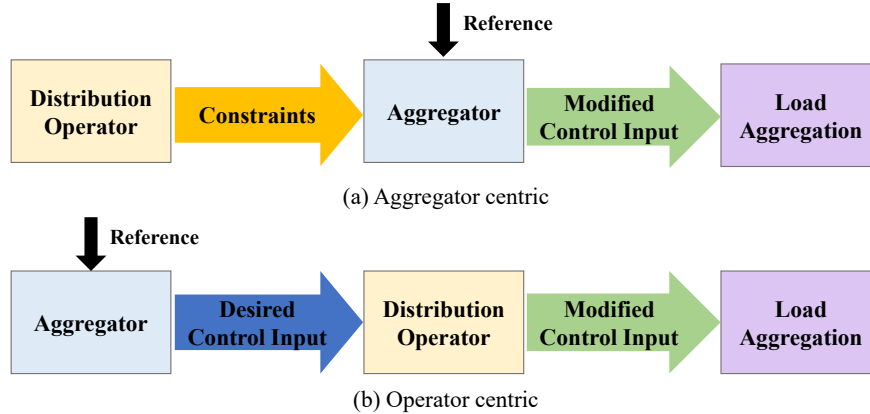 Reference
Distribution
Operator
Constraints
Aggregator
Modified
Control Input
Load
Aggregation
(a) Aggregator centric
Reference
Aggregator
Desired
Control Input
Distribution
Operator
Modified
Control Input
Load
Aggregation
(b) Operator centric